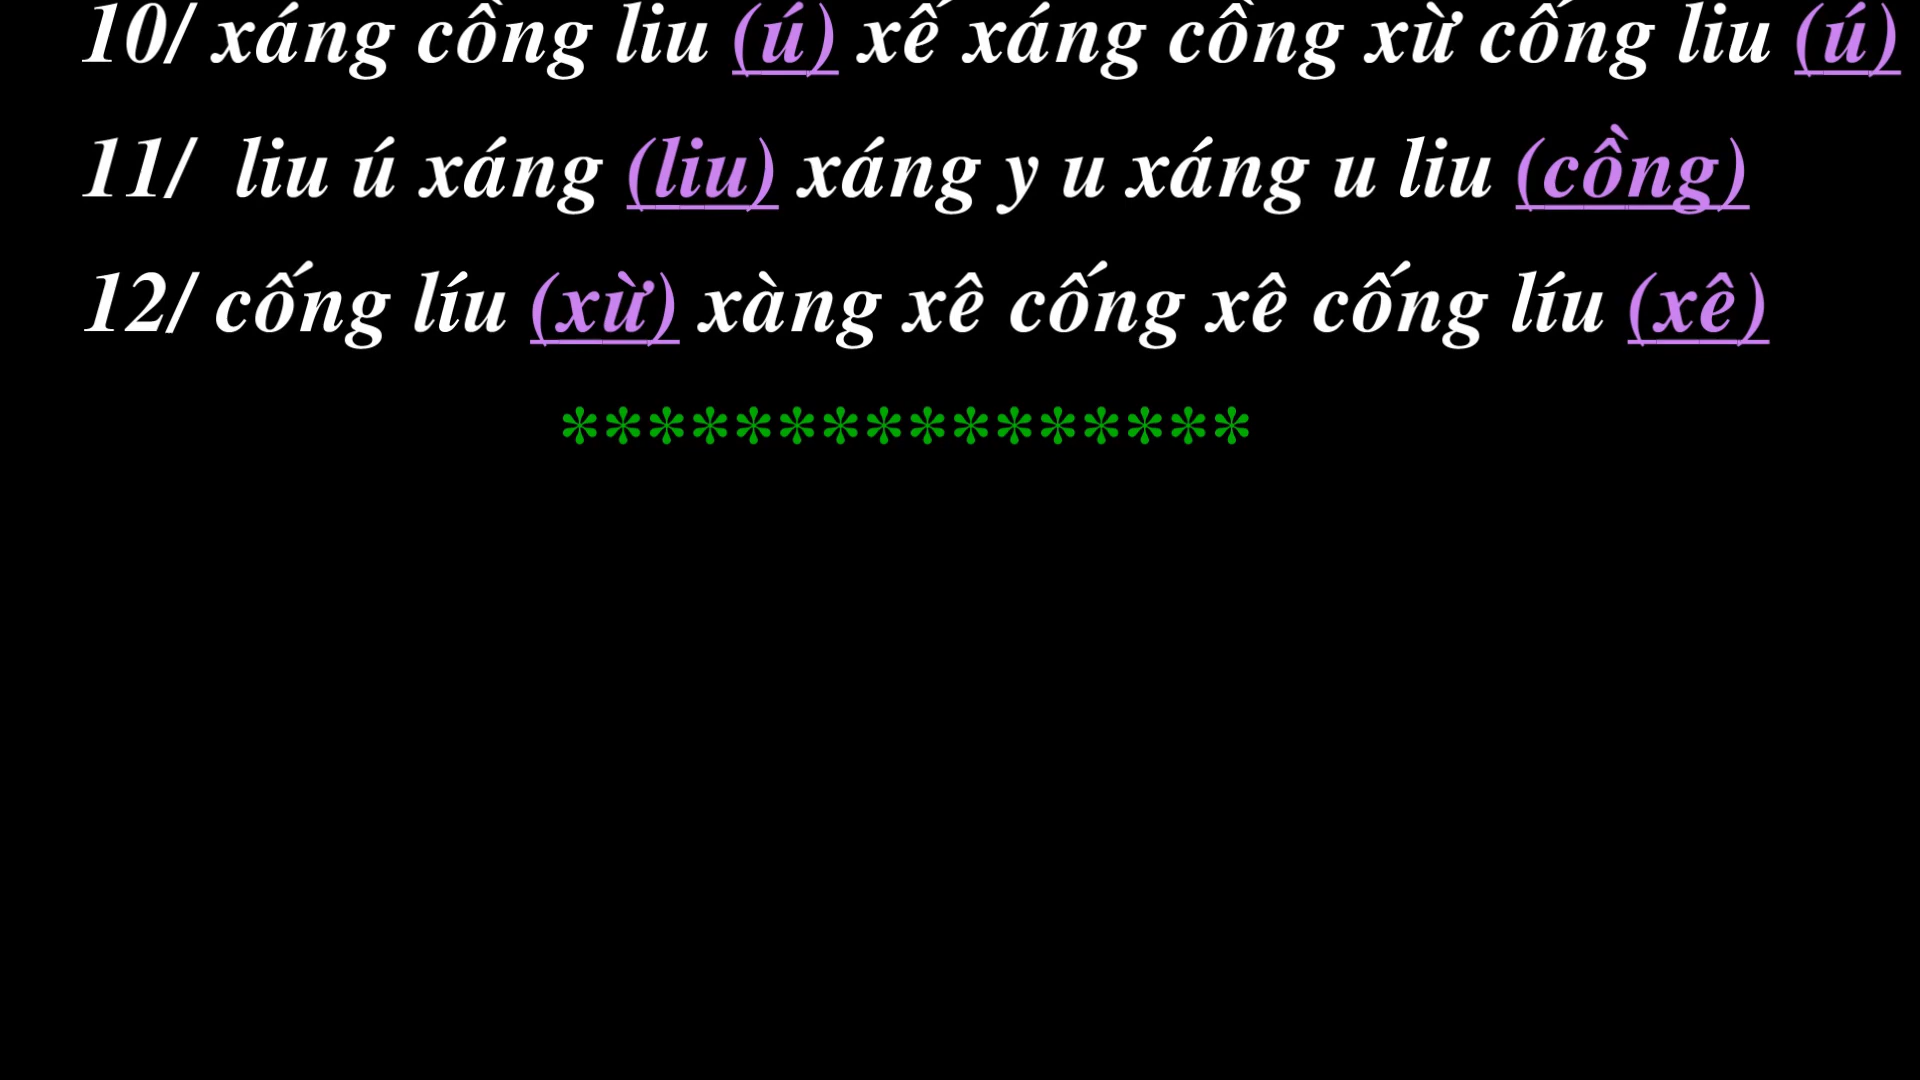 10/ xáng cồng liu (ú) xế xáng cồng xừ cống liu (ú)
11/ liu ú xáng (liu) xáng y u xáng u liu (cồng)
12/ cống líu (xừ) xàng xê cống xê cống líu (xê)
****************